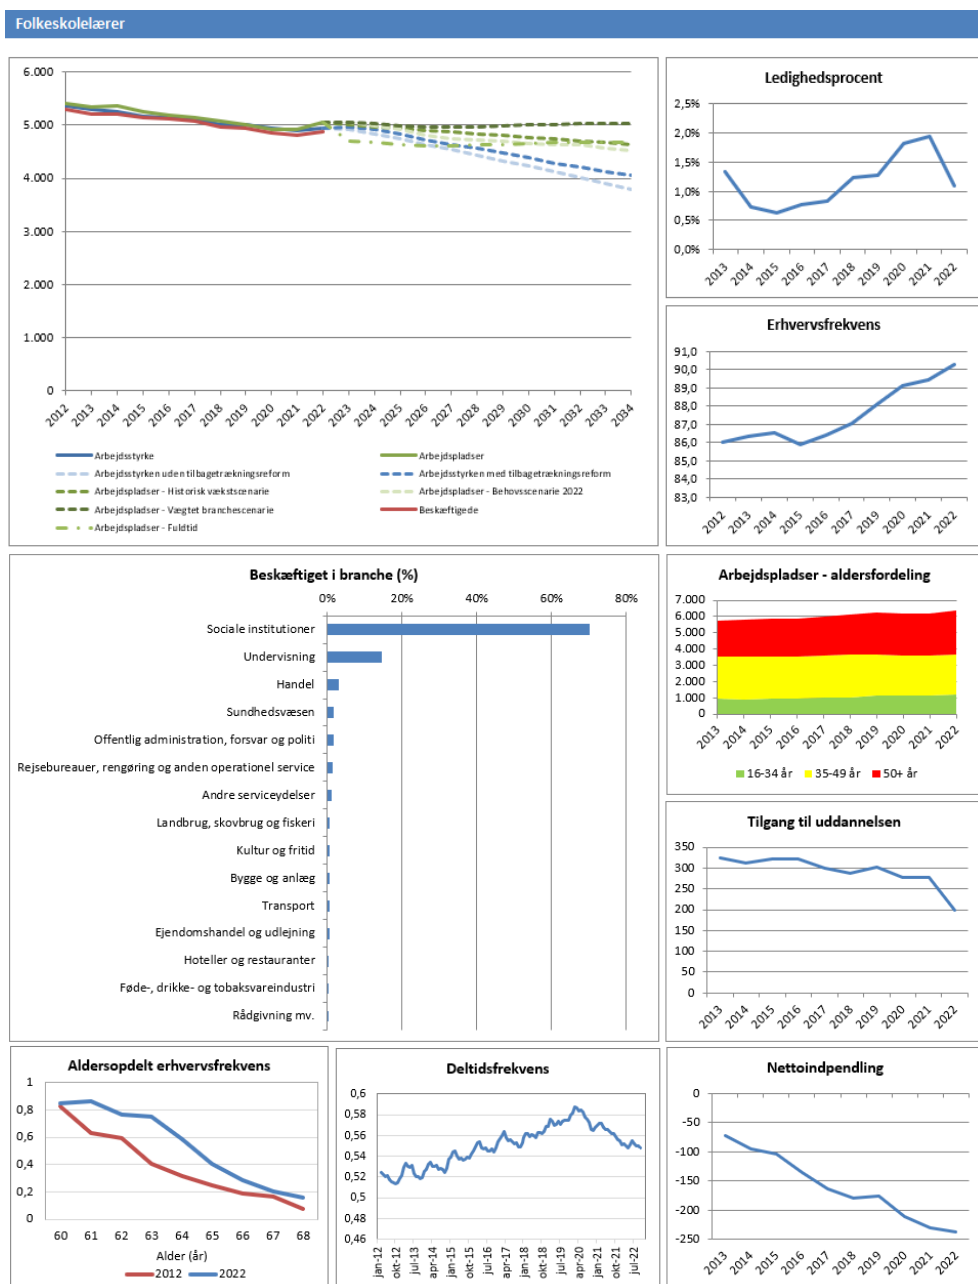 Folkeskolelærer
6.000
5.000
4.000
3.000
2.000
1.000
0
2012 2013 2014 2015 2016 2017 2018 2019 2020 2021 2022 2023 2024 2025 2026 2027 2028 2029 2030 2031 2032 2033 2034
Arbejdsstyrke
Arbejdspladser
Arbejdsstyrken uden tilbagetrækningsreform
Arbejdsstyrken med tilbagetrækningsreform
Arbejdspladser - Historisk vækstscenarie
Arbejdspladser - Behovsscenarie 2022
Arbejdspladser - Vægtet branchescenarie
Beskæftigede
Arbejdspladser - Fuldtid
Ledighedsprocent
2,5%
2,0%
1,5%
1,0%
0,5%
0,0%
2013 2014 2015 2016 2017 2018 2019 2020 2021 2022
Erhvervsfrekvens
91,0
90,0
89,0
88,0
87,0
86,0
85,0
84,0
83,0
2012 2013 2014 2015 2016 2017 2018 2019 2020 2021 2022
Beskæftiget i branche (%)
0% 20% 40% 60% 80%
Sociale institutioner
Undervisning
Handel
Sundhedsvæsen
Offentlig administration, forsvar og politi
Rejsebureauer, rengøring og anden operationel service
Andre serviceydelser
Landbrug, skovbrug og fiskeri
Kultur og fritid
Bygge og anlæg
Transport
Ejendomshandel og udlejning
Hoteller og restauranter
Føde-, drikke- og tobaksvareindustri
Rådgivning mv.
Arbejdspladser - aldersfordeling
7.000
6.000
5.000
4.000
3.000
2.000
1.000
0
2013 2014 2015 2016 2017 2018 2019 2020 2021 2022
16-34 år 35-49 år 50+ år
Tilgang til uddannelsen
350
300
250
200
150
100
50
0
2013 2014 2015 2016 2017 2018 2019 2020 2021 2022
Aldersopdelt erhvervsfrekvens
1
0,8
0,6
0,4
0,2
0
60 61 62 63 64 65 66 67 68
Alder (år)
2012 2022
Deltidsfrekvens
0,6
0,58
0,56
0,54
0,52
0,5
0,48
0,46
jan-12 okt-12 jul-13 apr-14 jan-15 okt-15 jul-16 apr-17 jan-18 okt-18 jul-19 apr-20 jan-21 okt-21 jul-22
Nettoindpendling
0
-50
-100
-150
-200
-250
2013 2014 2015 2016 2017 2018 2019 2020 2021 2022